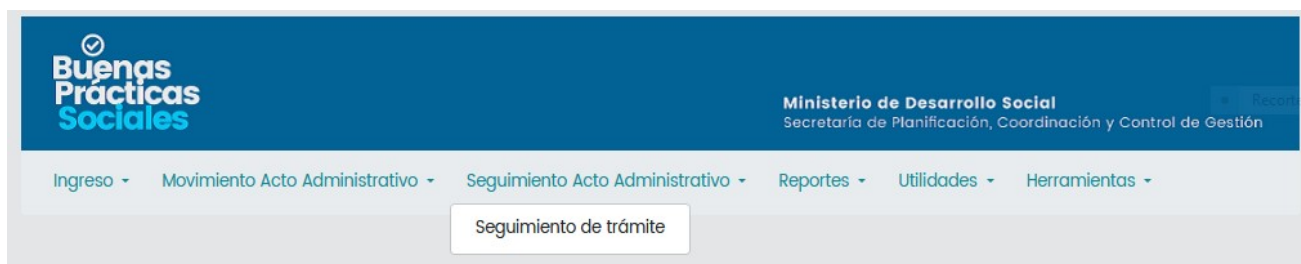 Buenas
Prácticas
Sociales
Ministerio de Desarrollo Social
Secretaría de Planificación, Coordinación y Control de Gestión
Ingreso Movimiento Acto Administrativo Seguimiento Acto Administrativo Reportes Utilidades Herramientas
Seguimiento de trámite